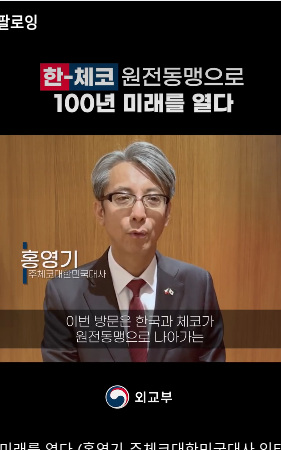 팔로잉
한-체코 원전동맹으로
100년 미래를 열다
홍영기
주체코대한민국대사
이번 방문은 한국과 체코가
원전동맹으로 나아가는
외교부
미래를 열다 (홍영기 주체코대한민국대사 인터